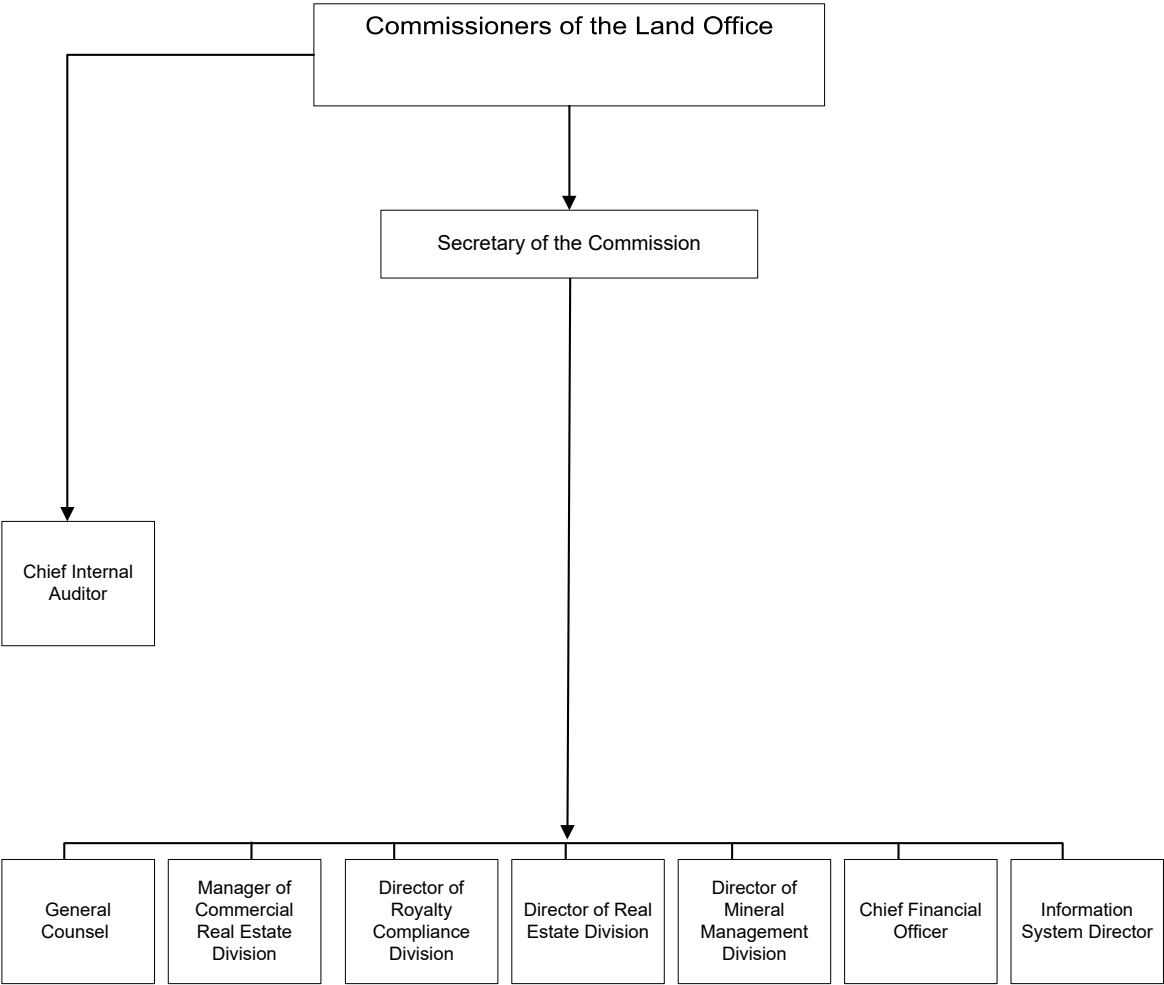 Commissioners of the Land Office
Secretary of the Commission
Chief Internal
Auditor
General
Counsel
Manager of
Commercial
Real Estate
Division
Director of
Royalty
Compliance
Division
Director of Real
Estate Division
Director of
Mineral
Management
Division
Chief Financial
Officer
Information
System Director